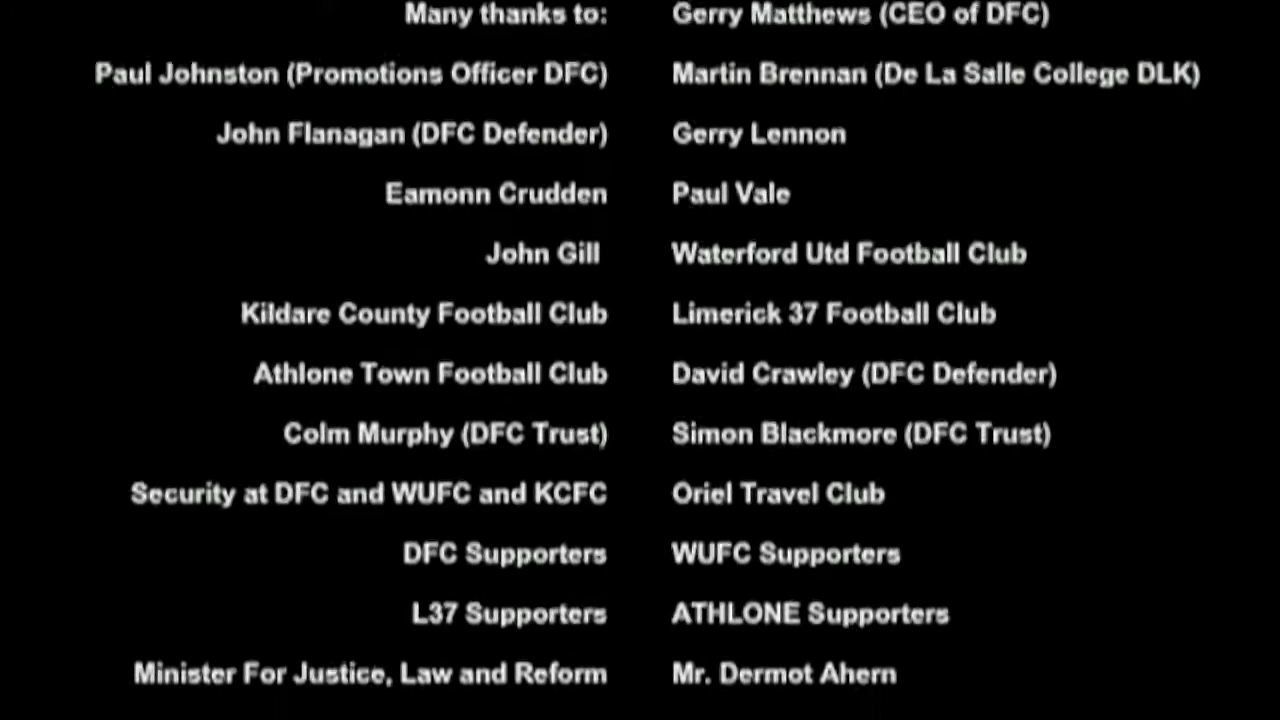 Many thanks to: Gerry Matthews (CEO of DFC)
Paul Johnston (Promotions Officer DFC) Martin Brennan (De La Salle College DLK)
John Flanagan (DFC Defender) Gerry Lennon
Eamonn Crudden Paul Vale
John Gill Waterford Utd Football Club
Kildare County Football Club Limerick 37 Football Club
Athlone Town Football Club David Crawley (DFC Defender)
Colm Murphy (DFC Trust) Simon Blackmore (DFC Trust)
Security at DFC and WUFC and KCFC Oriel Travel Club
DFC Supporters WUFC Supporters
L37 Supporters ATHLONE Supporters
Minister For Justice, Law and Reform Mr. Dermot Ahern